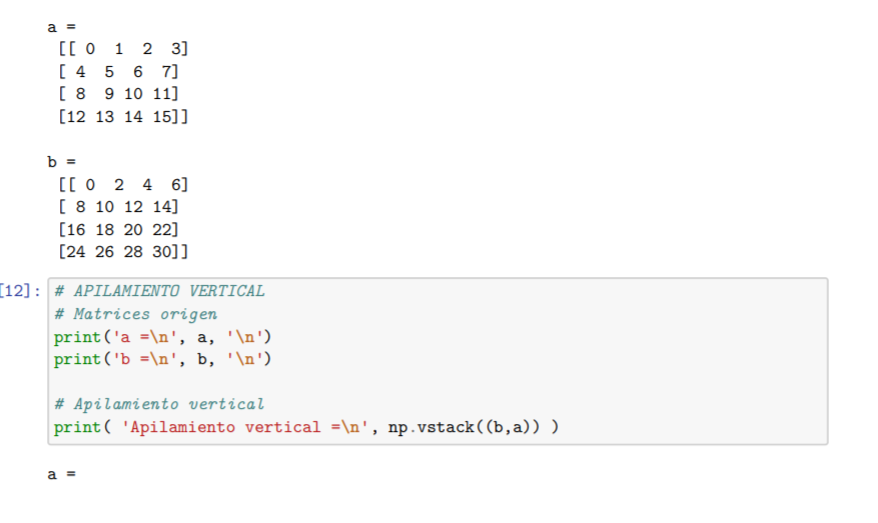 a =
 [[ 0  1  2  3]
 [ 4  5  6  7]
 [ 8  9 10 11]
 [12 13 14 15]]
b =
 [[ 0  2  4  6]
 [ 8 10 12 14]
 [16 18 20 22]
 [24 26 28 30]]
[12]: # APILAMIENTO VERTICAL
# Matrices origen
print('a =\n', a, '\n')
print('b =\n', b, '\n')
# Apilamiento vertical
print( 'Apilamiento vertical =\n', np.vstack((b,a)) )
a =